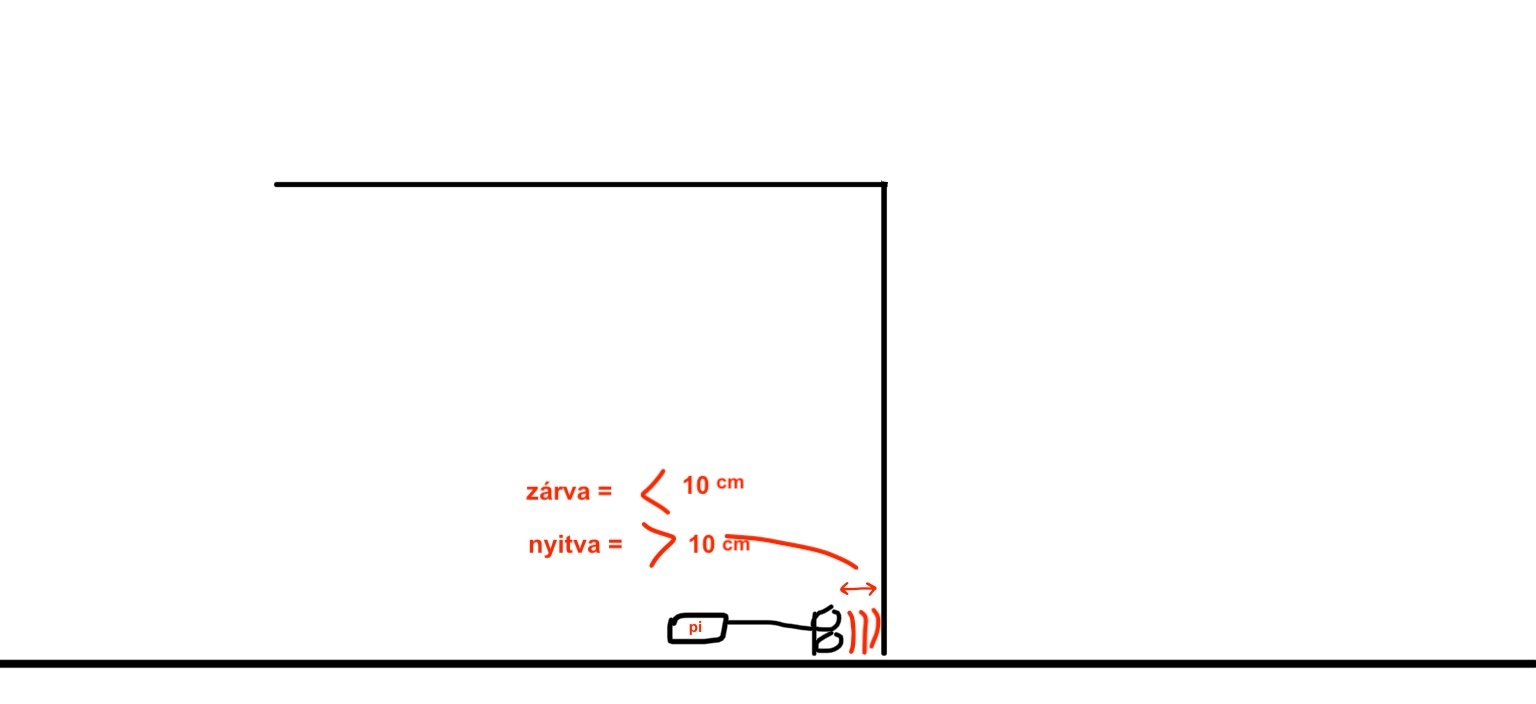 zárva = < 10 cm
nyitva = > 10 cm
pi